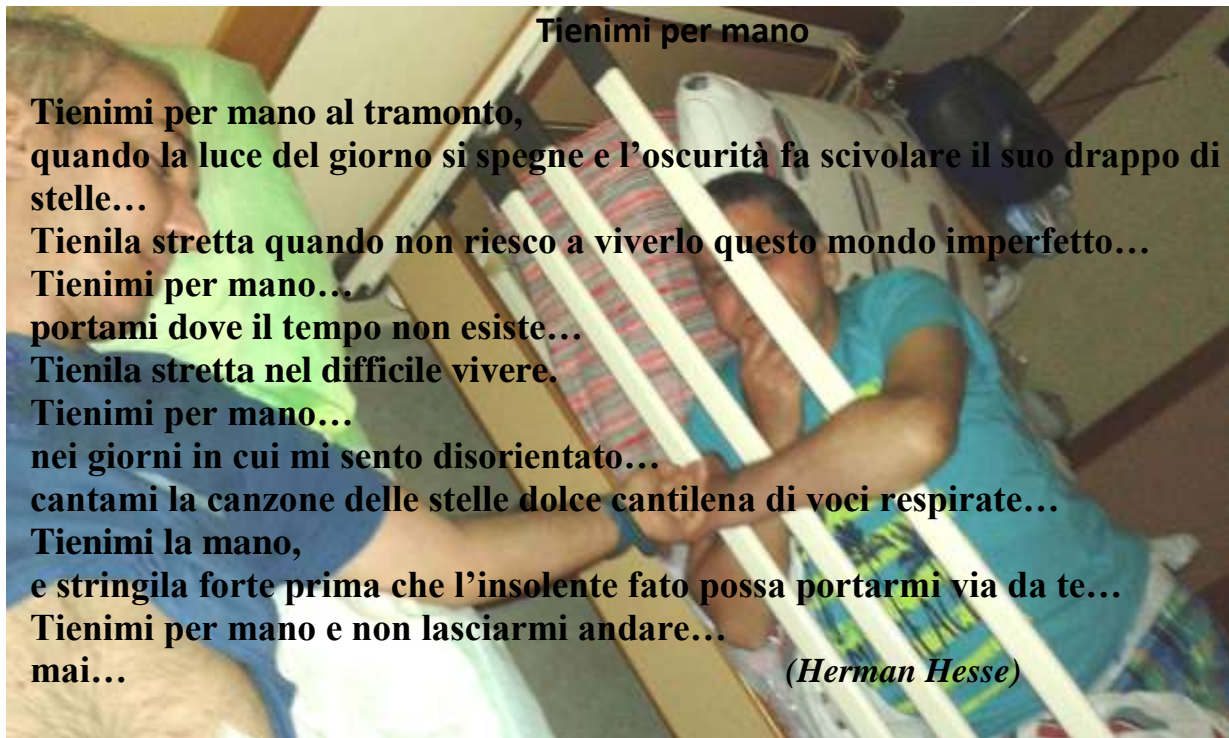 Tienimi per mano
Tienimi per mano al tramonto,
quando la luce del giorno si spegne e l’oscurità fa scivolare il suo drappo di
stelle…
Tienila stretta quando non riesco a viverlo questo mondo imperfetto…
Tienimi per mano…
portami dove il tempo non esiste…
Tienila stretta nel difficile vivere.
Tienimi per mano…
nei giorni in cui mi sento disorientato…
cantami la canzone delle stelle dolce cantilena di voci respirate…
Tienimi la mano,
e stringila forte prima che l’insolente fato possa portarmi via da te…
Tienimi per mano e non lasciarmi andare…
mai… (Herman Hesse)